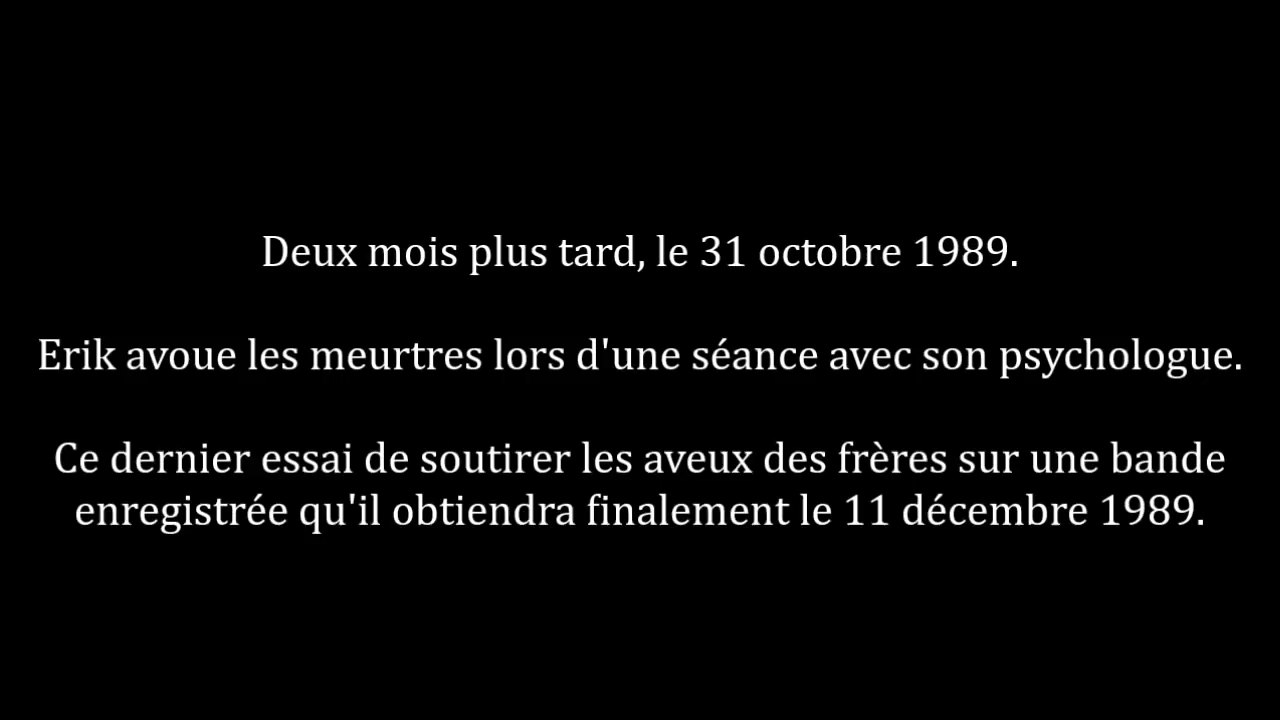 Deux mois plus tard, le 31 octobre 1989.
Erik avoue les meurtres lors d'une séance avec son psychologue.
Ce dernier essai de soutirer les aveux des frères sur une bande
enregistrée qu'il obtiendra finalement le 11 décembre 1989.